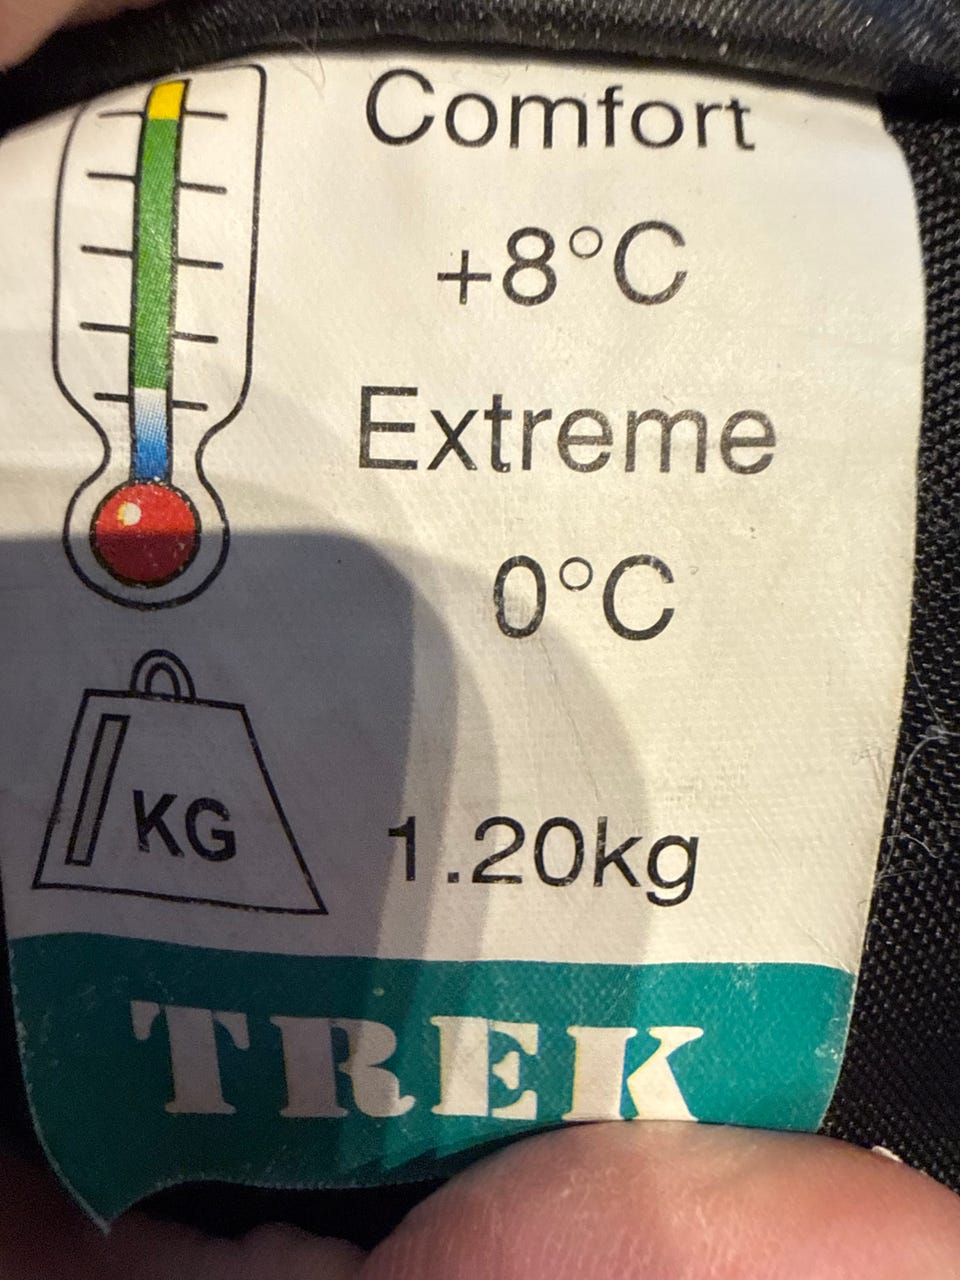 Comfort
+8°C
Extreme
0°C
KG
1.20kg
TREK